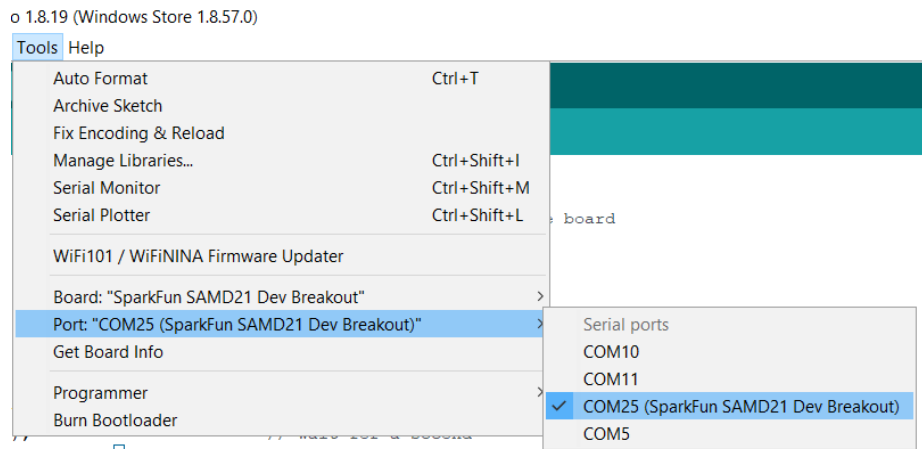 o 1.8.19 (Windows Store 1.8.57.0)
Tools Help
Auto Format Ctrl+T
Archive Sketch
Fix Encoding & Reload
Manage Libraries... Ctrl+Shift+I
Serial Monitor Ctrl+Shift+M
Serial Plotter Ctrl+Shift+L
board
WiFi101 / WiFiNINA Firmware Updater
Board: "SparkFun SAMD21 Dev Breakout"
Port: "COM25 (SparkFun SAMD21 Dev Breakout)"
Serial ports
Get Board Info
COM10
COM11
Programmer
COM25 (SparkFun SAMD21 Dev Breakout)
Burn Bootloader
COM5
// wait for a second